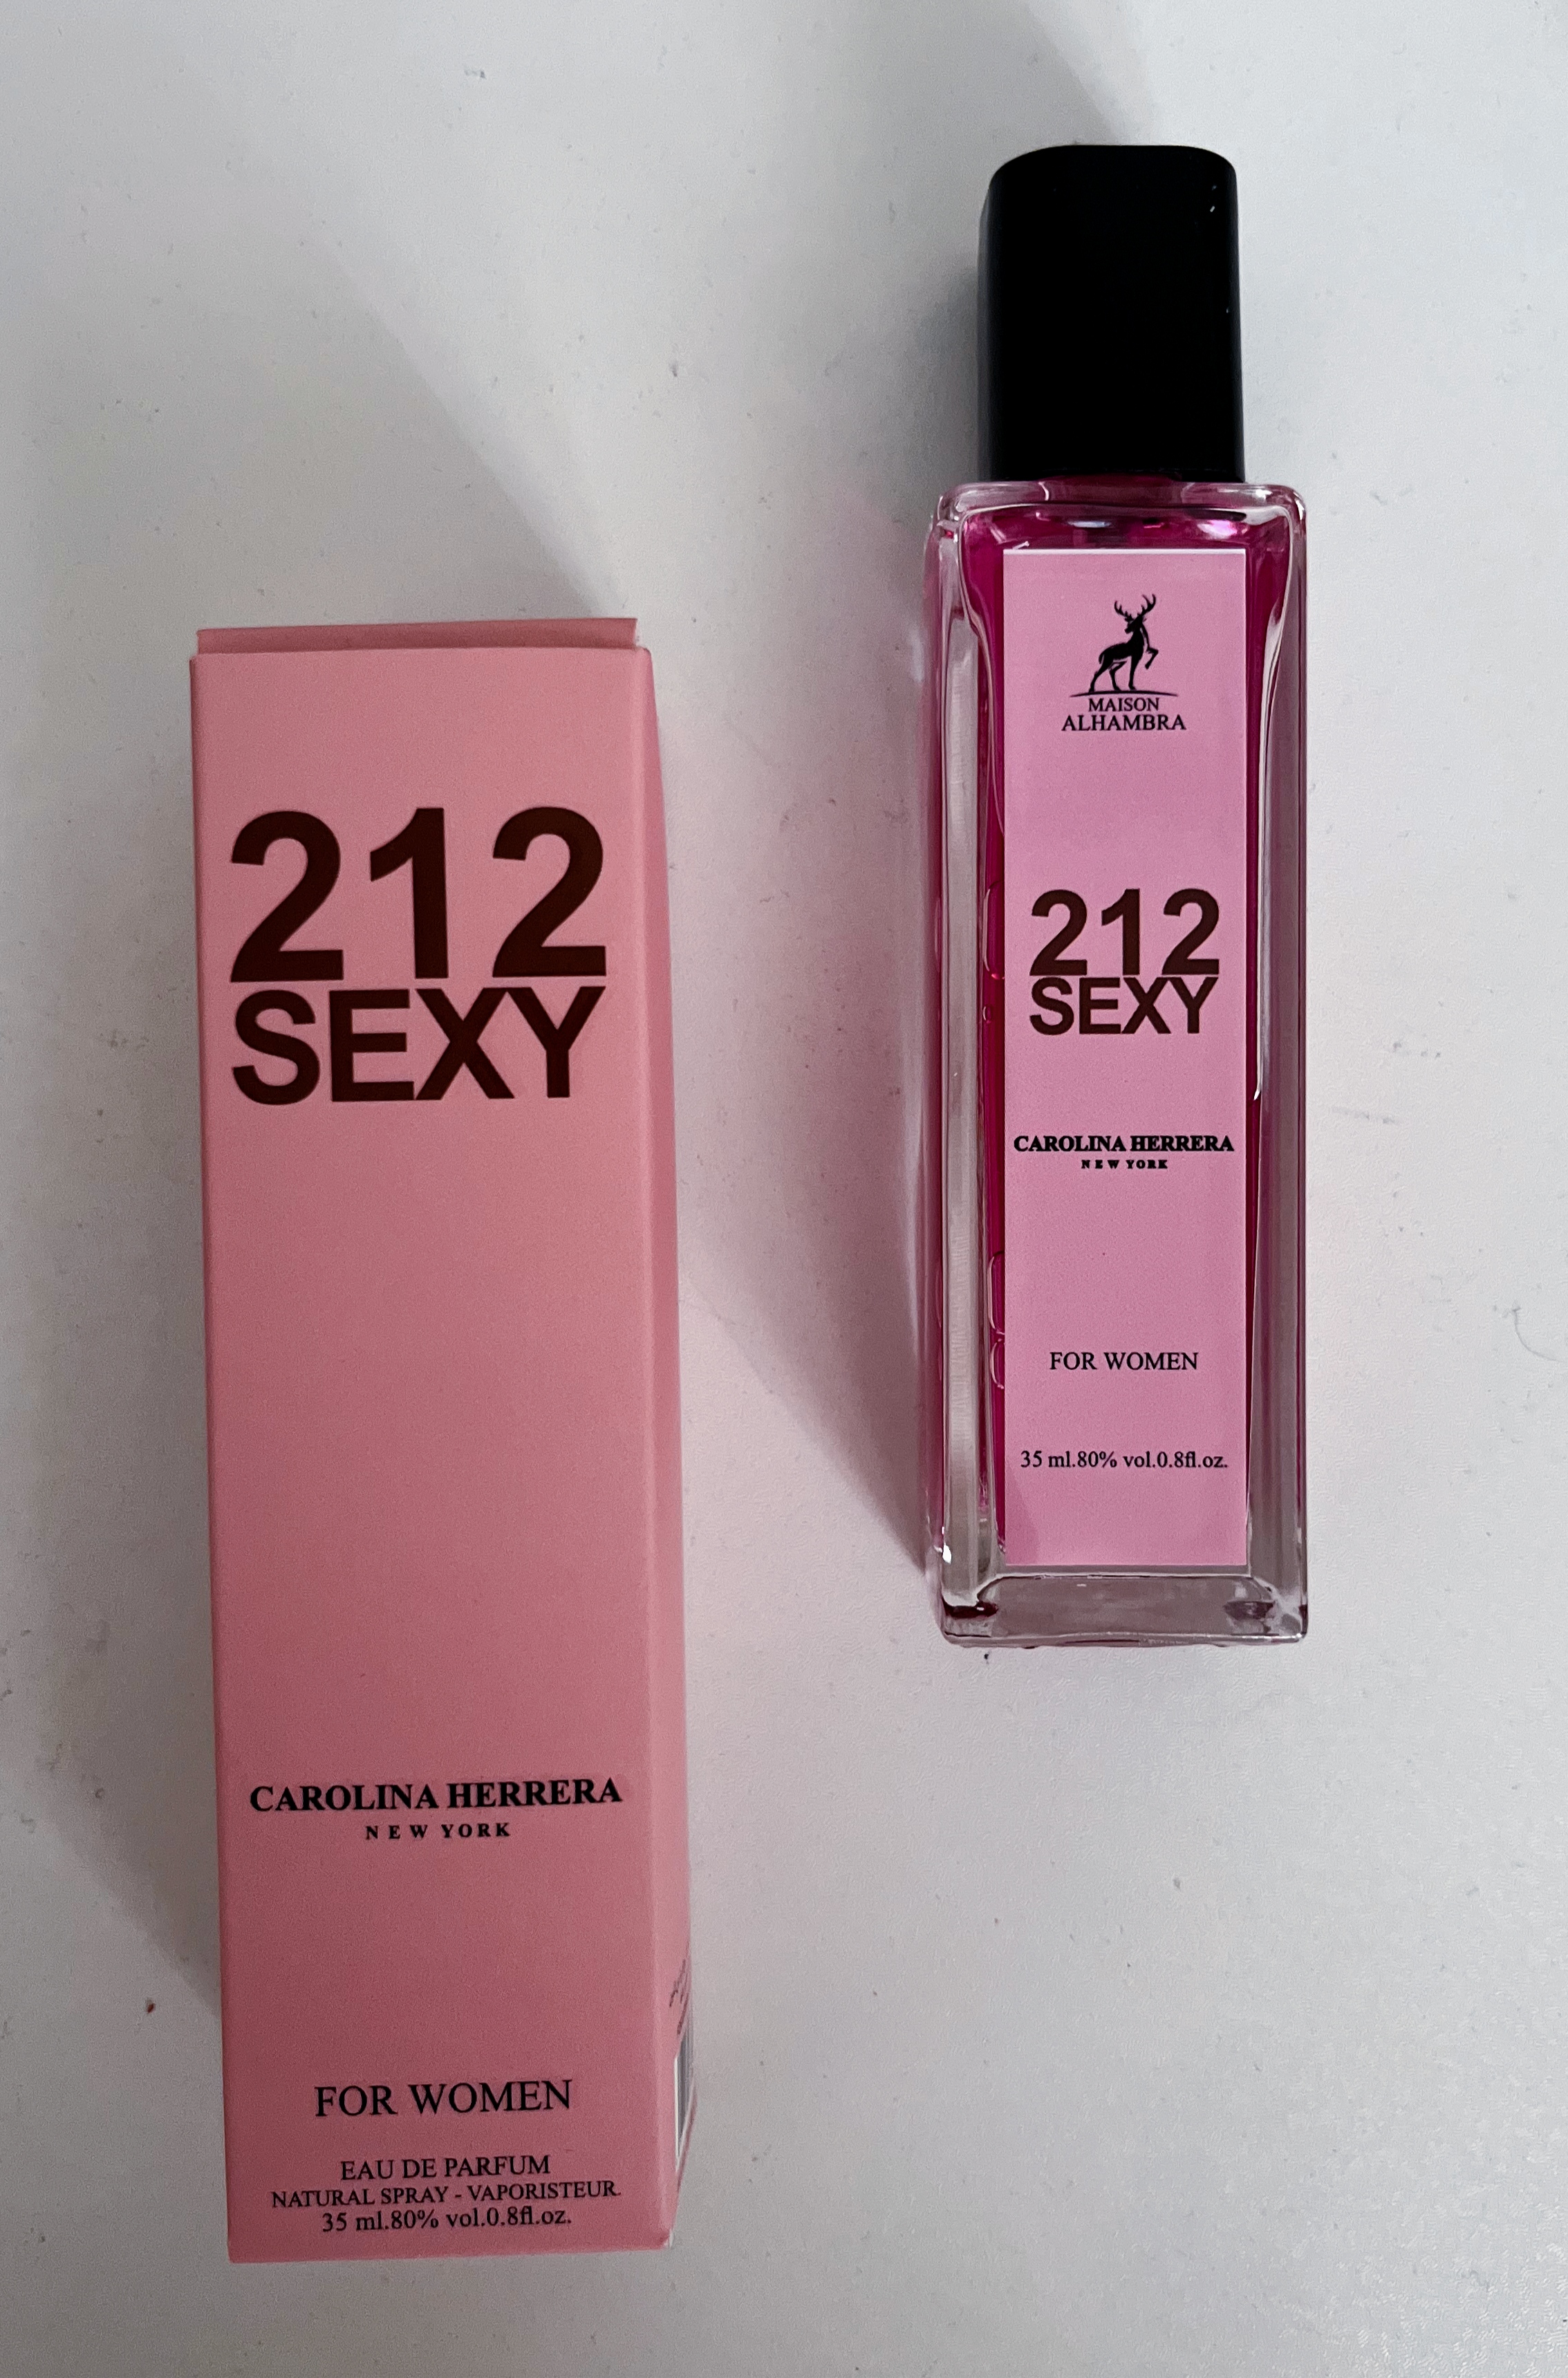 212
SEXY
CAROLINA HERRERA
NEW YORK
FOR WOMEN
EAU DE PARFUM
NATURAL SPRAY - VAPORISTEUR
35 ml.80% vol.0.8fl.oz.
MAISON
ALHAMBRA
212
SEXY
CAROLINA HERRERA
NEW YORK
FOR WOMEN
35 ml.80% vol.0.8fl.oz.